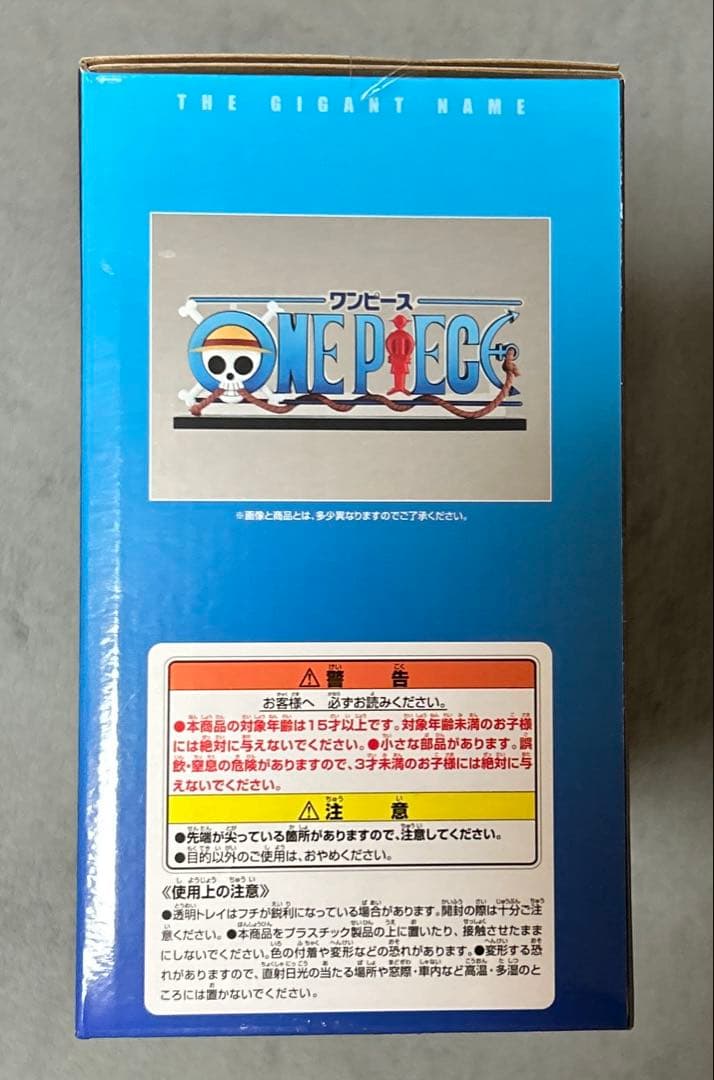 THE GIGANT NAME
ワンピース
ONE PIECE
※画像と商品とは、多少異なりますのでご了承ください。
⚠警告
お客様へ 必ずお読みください。
●本商品の対象年齢は15才以上です。対象年齢未満のお子様
には絶対に与えないでください。●小さな部品があります。誤
飲・窒息の危険がありますので、3才未満のお子様には絶対に与
えないでください。
⚠注意
●先端が尖っている箇所がありますので、注意してください。
●目的以外のご使用は、おやめください。
《使用上の注意》
●透明トレイはフチが鋭利になっている場合があります。開封の際は十分ご注
意ください。●本商品をプラスチック製品の上に置いたり、接触させたまま
にしないでください。色の付着や変形などの恐れがあります。●変形する恐
れがありますので、直射日光の当たる場所や窓際・車内など高温・多湿のと
ころには置かないでください。